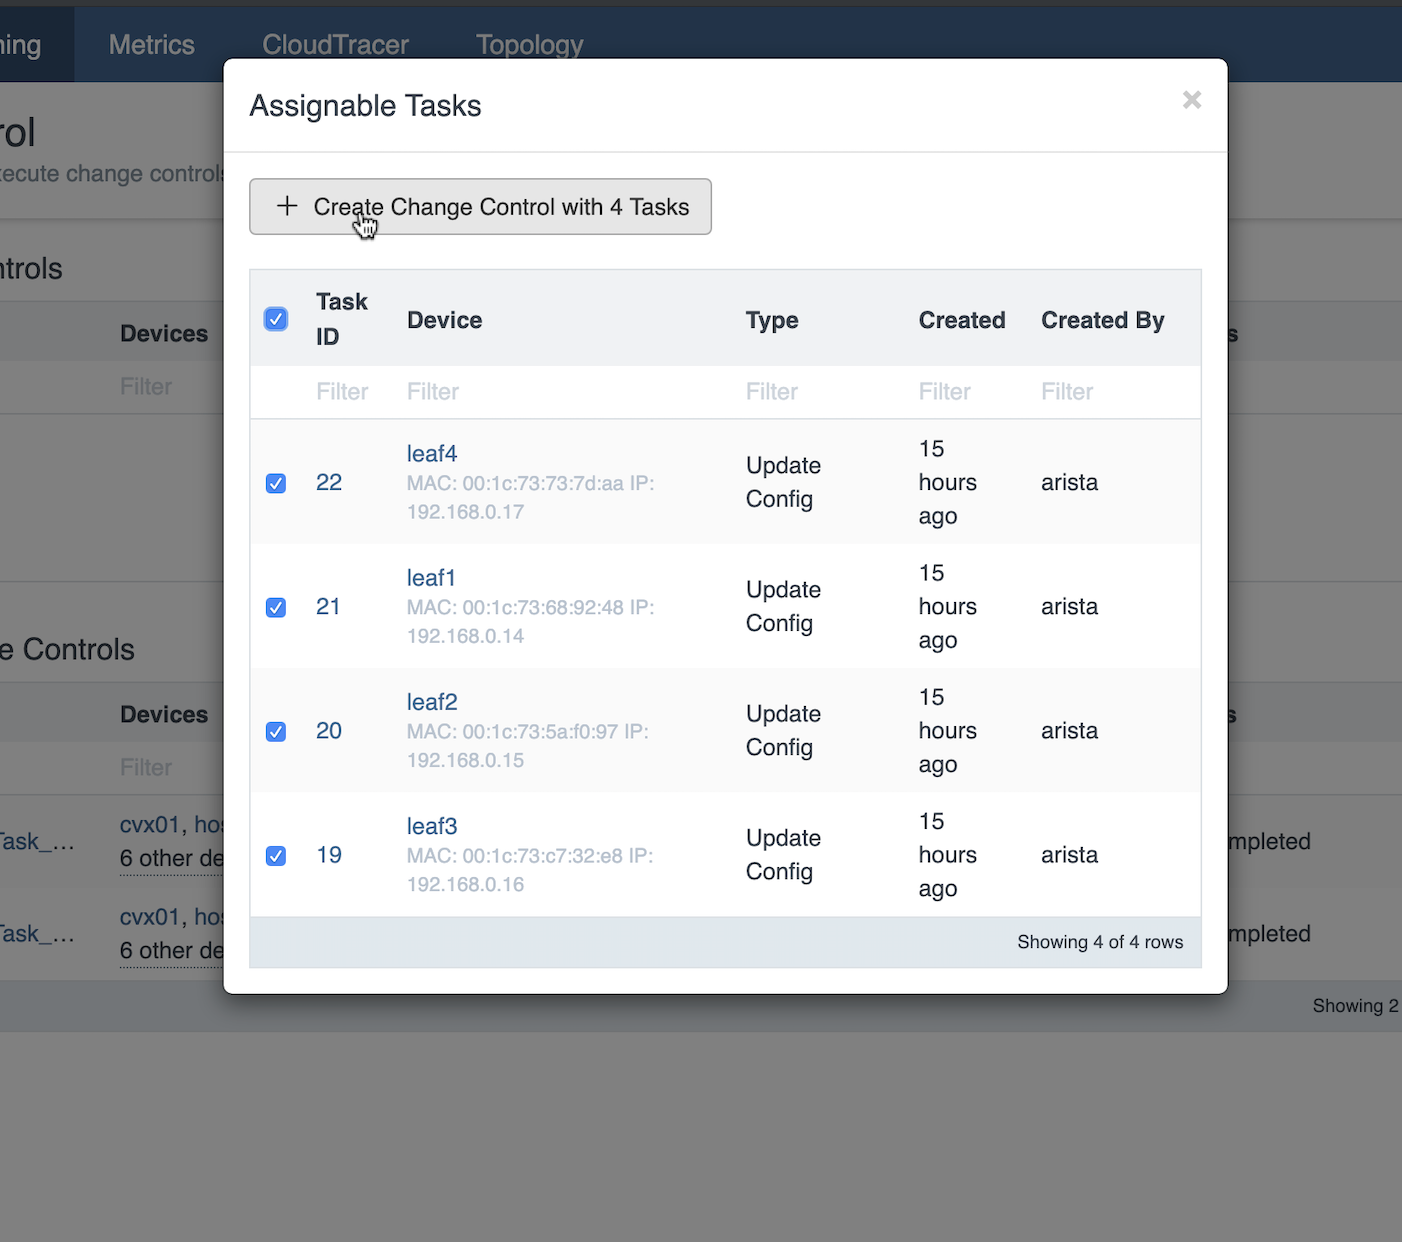 ning Metrics CloudTracer Topology
Assignable Tasks ×
rol
ecute change controls
+ Create Change Control with 4 Tasks
ntrols
Task ID Device Type Created Created By
Devices s
Filter Filter Filter Filter Filter
Filter
22 leaf4 Update Config 15 hours ago arista
MAC: 00:1c:73:73:7d:aa IP:
192.168.0.17
21 leaf1 Update Config 15 hours ago arista
MAC: 00:1c:73:68:92:48 IP:
192.168.0.14
e Controls
20 leaf2 Update Config 15 hours ago arista
MAC: 00:1c:73:5a:f0:97 IP:
192.168.0.15
Devices s
Filter
19 leaf3 Update Config 15 hours ago arista
MAC: 00:1c:73:c7:32:e8 IP:
192.168.0.16
Task_... cvx01, hos mpleted
6 other de
Task_... cvx01, hos mpleted
6 other de
Showing 4 of 4 rows
Showing 2